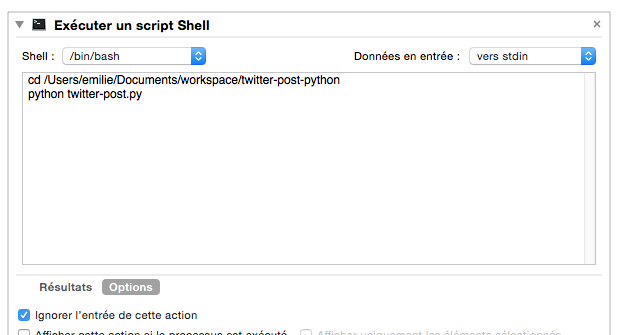 Exécuter un script Shell
Shell : /bin/bash Données en entrée : vers stdin
cd /Users/emilie/Documents/workspace/twitter-post-python
python twitter-post.py
Résultats Options
Ignorer l’entrée de cette action
Afficher cette action si le processus est exécuté Afficher uniquement les éléments sélectionnés